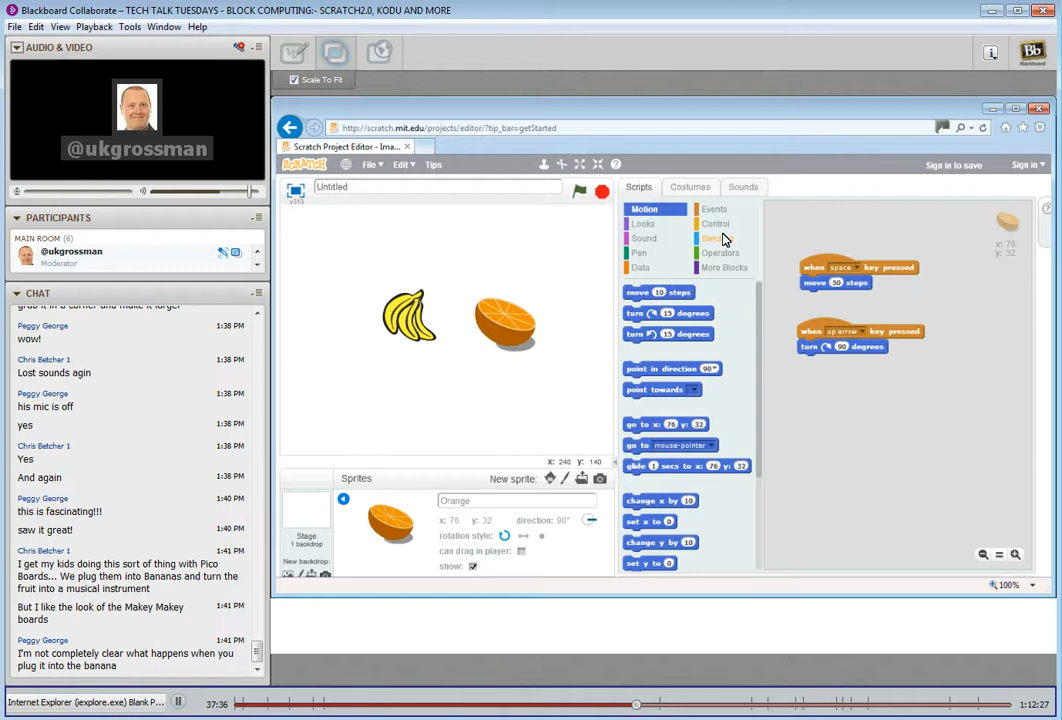 Blackboard Collaborate – TECH TALK TUESDAYS - BLOCK COMPUTING:- SCRATCH2.0, KODU AND MORE
File Edit View Playback Tools Window Help
AUDIO & VIDEO
@ukgrossman
PARTICIPANTS
MAIN ROOM (6)
@ukgrossman
Moderator
CHAT
grab it in a corner and make it larger
Peggy George 1:38 PM
wow!
Chris Betcher 1 1:38 PM
Lost sounds agin
Peggy George 1:38 PM
his mic is off
yes 1:38 PM
Chris Betcher 1 1:38 PM
Yes
And again 1:38 PM
Peggy George 1:40 PM
this is fascinating!!!
saw it great! 1:40 PM
Chris Betcher 1 1:41 PM
I get my kids doing this sort of thing with Pico
Boards... We plug them into Bananas and turn the
fruit into a musical instrument
But I like the look of the Makey Makey 1:41 PM
boards
Peggy George 1:41 PM
I'm not completely clear what happens when you
plug it into the banana
Scale To Fit
Bb
Blackboard
http://scratch.mit.edu/projects/editor/?tip_bar=getStarted
Scratch Project Editor - Ima...
SCRATCH File Edit Tips
Sign in to save Sign in
v313
Untitled
x: 240 y: 140
Sprites New sprite:
Stage
1 backdrop
New backdrop:
Orange
x: 76 y: 32 direction: 90°
rotation style:
can drag in player:
show:
Scripts Costumes Sounds
Motion Events
Looks Control
Sound
Pen Operators
Data More Blocks
move 10 steps
turn 15 degrees
turn 15 degrees
point in direction 90
point towards
go to x: 76 y: 32
go to mouse-pointer
glide 1 secs to x: 76 y: 32
change x by 10
set x to 0
change y by 10
set y to 0
x: 76
y: 32
when space key pressed
move 50 steps
when up arrow key pressed
turn 90 degrees
100%
Internet Explorer (iexplore.exe) Blank P...
37:36
1:12:27